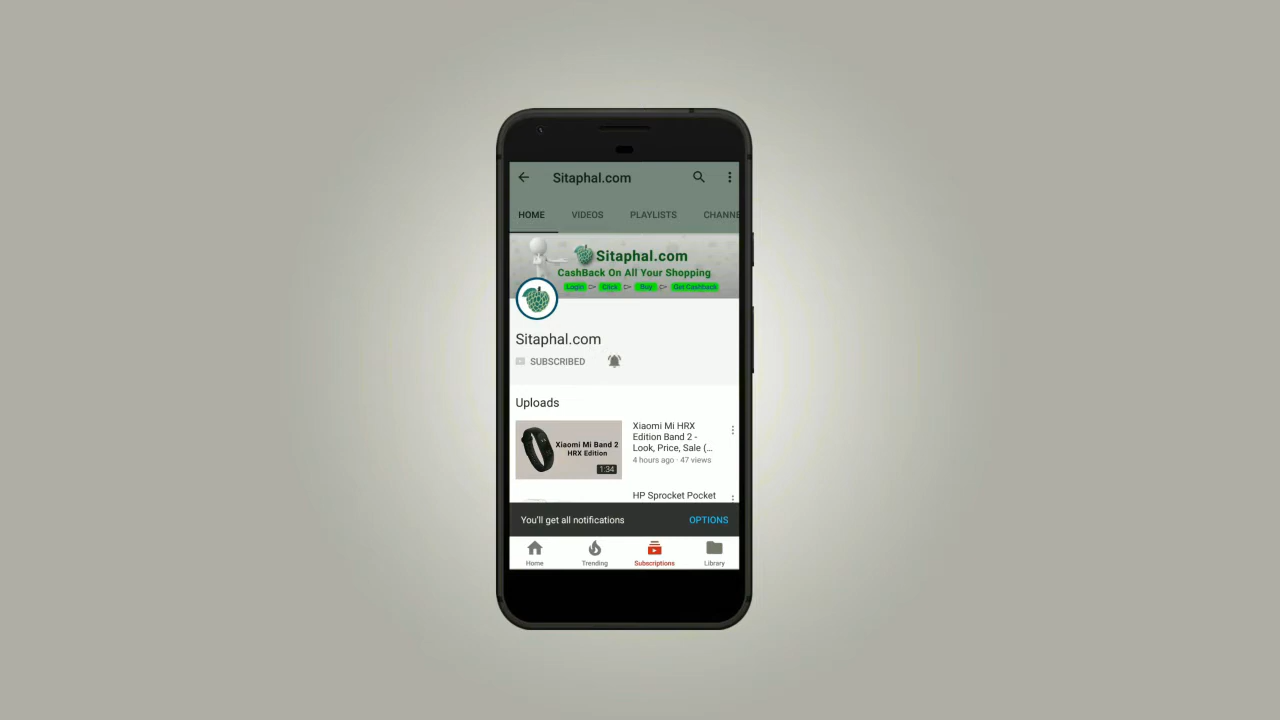 Sitaphal.com
HOME VIDEOS PLAYLISTS CHANNE
Sitaphal.com
CashBack On All Your Shopping
Login Click Buy Get Cashback
Sitaphal.com
SUBSCRIBED
Uploads
Xiaomi Mi Band 2
HRX Edition
1:34
Xiaomi Mi HRX
Edition Band 2 -
Look, Price, Sale (...
4 hours ago · 47 views
HP Sprocket Pocket
You'll get all notifications OPTIONS
Home Trending Subscriptions Library